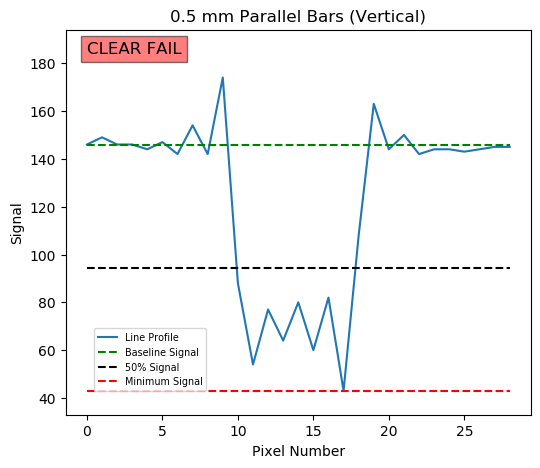 0.5 mm Parallel Bars (Vertical)
CLEAR FAIL
180
160
140
120
100
80
60
40
Signal
Line Profile
Baseline Signal
50% Signal
Minimum Signal
0
5
10
15
20
25
Pixel Number